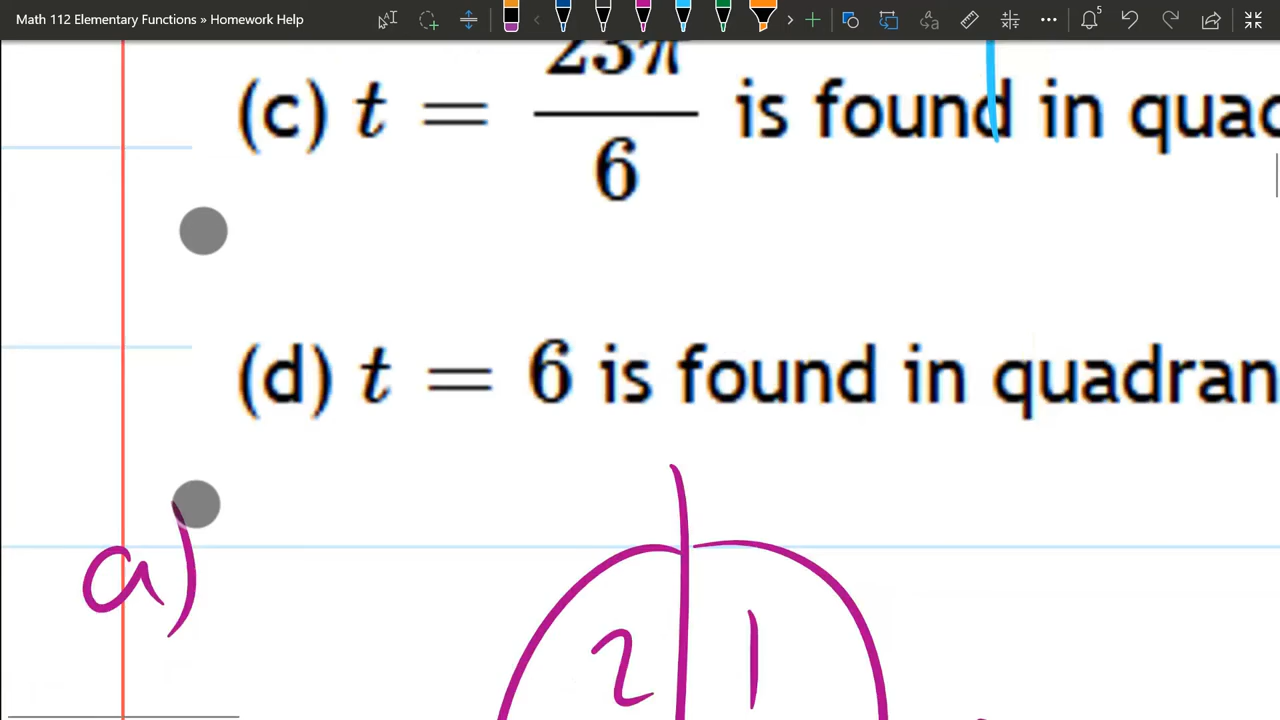 Math 112 Elementary Functions » Homework Help
5
23π
(c) t = —— is found in quad
6
(d) t = 6 is found in quadran
a)
2 1